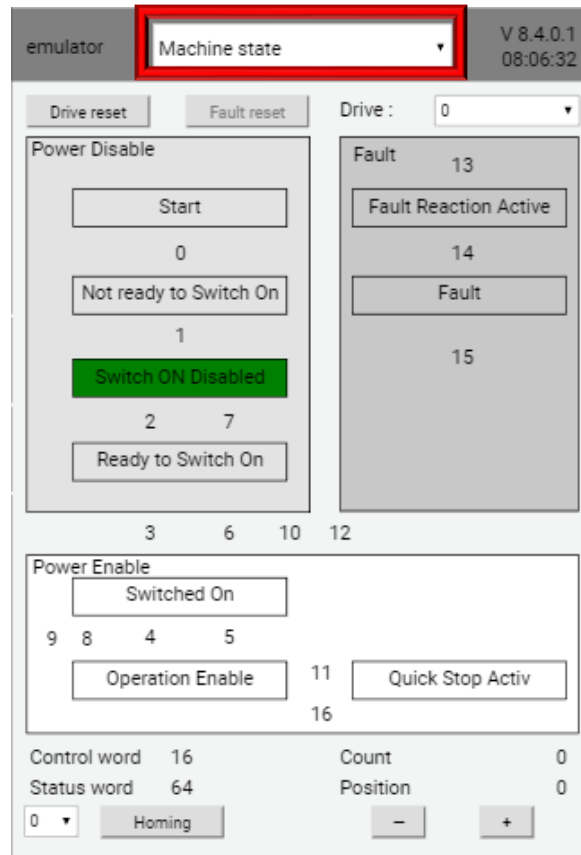 emulator Machine state V 8.4.0.1
08:06:32
Drive reset Fault reset Drive : 0
Power Disable Fault 13
Start Fault Reaction Active
0 14
Not ready to Switch On Fault
1 15
Switch ON Disabled
2 7
Ready to Switch On
3 6 10 12
Power Enable
Switched On
9 8 4 5
Operation Enable 11 Quick Stop Activ
16
Control word 16 Count 0
Status word 64 Position 0
0 Homing – +